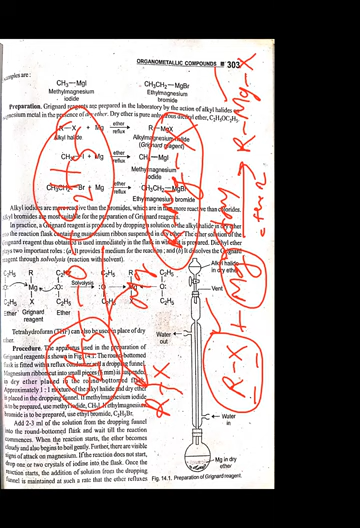 ORGANOMETALLIC COMPOUNDS 303
amples are :
CH₃—MgI CH₃CH₂—MgBr
Methylmagnesium Ethylmagnesium
iodide bromide
Preparation. Grignard reagents are prepared in the laboratory by the action of alkyl halides
magnesium metal in the presence of dry ether. Dry ether is pure diethyl ether, C₂H₅OC₂H₅.
R—X + Mg ether reflux R—MgX
Alkyl halide Alkylmagnesium
(Grignard reagent)
+ Mg ether reflux CH₃—MgI
Methylmagnesium
iodide
CH₃CH₂—Br + Mg ether reflux CH₃CH₂—MgBr
Ethylmagnesium bromide
Alkyl iodides are more reactive than the bromides, which are in more reactive than chlorides.
Alkyl bromides are most suitable for the preparation of Grignard reagents.
In practice, a Grignard reagent is produced by dropping a solution of the alkyl halide in
the reaction flask containing magnesium ribbon suspended in ether. The ether solution of the
Grignard reagent thus obtained is used immediately in the flask in which it is prepared. Diethyl ether
plays two important roles : (a) It provides medium for the reaction ; and (b) It dissolves the Grignard
reagent through solvolysis (reaction with solvent).
C₂H₅ R C₂H₅ C₂H₅ R C₂H₅
Mg Solvolysis
C₂H₅ X C₂H₅ C₂H₅ X C₂H₅
Ether Grignard Ether
reagent
Tetrahydrofuran (THF) can also be used in place of dry
ether.
Procedure. The apparatus used in the preparation of
Grignard reagents is shown in Fig. 14.1. The round-bottomed
flask is fitted with reflux condenser and a dropping funnel.
Magnesium (ribbon cut into small pieces) is suspended
in dry ether placed in the round-bottomed flask.
Approximately 1 : 1 mixture of the alkyl halide and dry ether
is placed in the dropping funnel. If methylmagnesium iodide
is to be prepared, use methyl iodide, CH₃I. If ethylmagnesium
bromide is to be prepared, use ethyl bromide, C₂H₅Br.
Add 2-3 ml of the solution from the dropping funnel
into the round-bottomed flask and wait till the reaction
commences. When the reaction starts, the ether becomes
cloudy and also begins to boil gently. Further, there are visible
signs of attack on magnesium. If the reaction does not start,
drop one or two crystals of iodine into the flask. Once the
reaction starts, the addition of solution from the dropping
funnel is maintained at such a rate that the ether refluxes
Alkyl halide
in dry ether
Vent
Water
out
Water
in
Mg in dry
ether
Fig. 14.1. Preparation of Grignard reagent.
R-X + Mg
ether
R-Mg-X